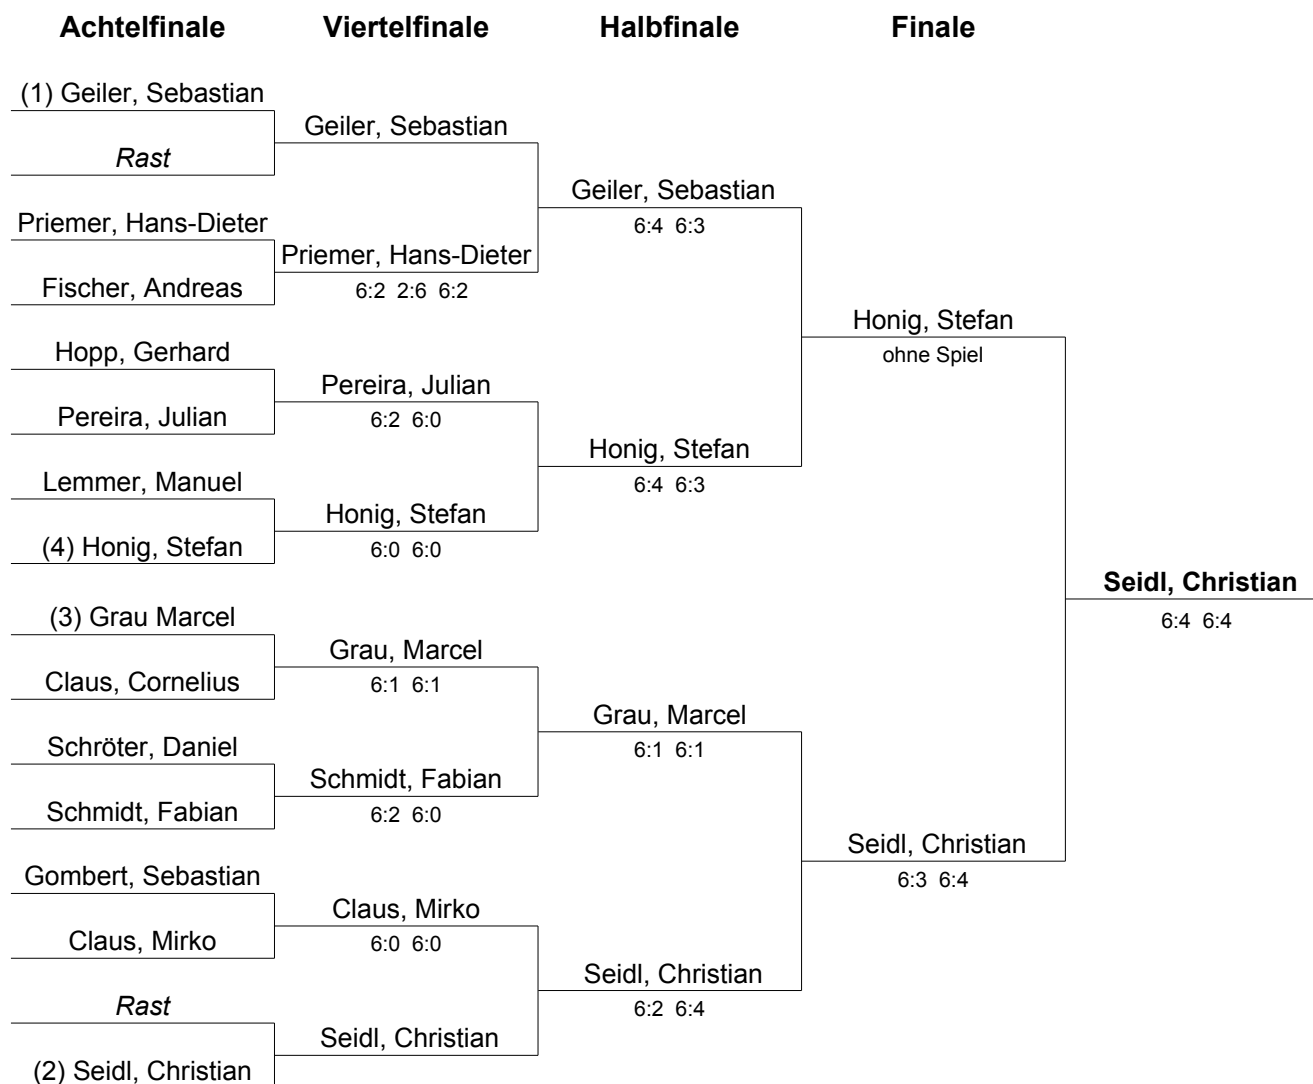 Achtelfinale Viertelfinale Halbfinale Finale
(1) Geiler, Sebastian
Geiler, Sebastian
Rast
Geiler, Sebastian
6:4 6:3
Priemer, Hans-Dieter
Priemer, Hans-Dieter
6:2 2:6 6:2
Fischer, Andreas
Honig, Stefan
ohne Spiel
Hopp, Gerhard
Pereira, Julian
6:2 6:0
Pereira, Julian
Honig, Stefan
6:4 6:3
Lemmer, Manuel
Honig, Stefan
6:0 6:0
(4) Honig, Stefan
Seidl, Christian
6:4 6:4
(3) Grau Marcel
Grau, Marcel
6:1 6:1
Claus, Cornelius
Grau, Marcel
6:1 6:1
Schröter, Daniel
Schmidt, Fabian
6:2 6:0
Schmidt, Fabian
Seidl, Christian
6:3 6:4
Gombert, Sebastian
Claus, Mirko
6:0 6:0
Claus, Mirko
Seidl, Christian
6:2 6:4
Rast
Seidl, Christian
(2) Seidl, Christian